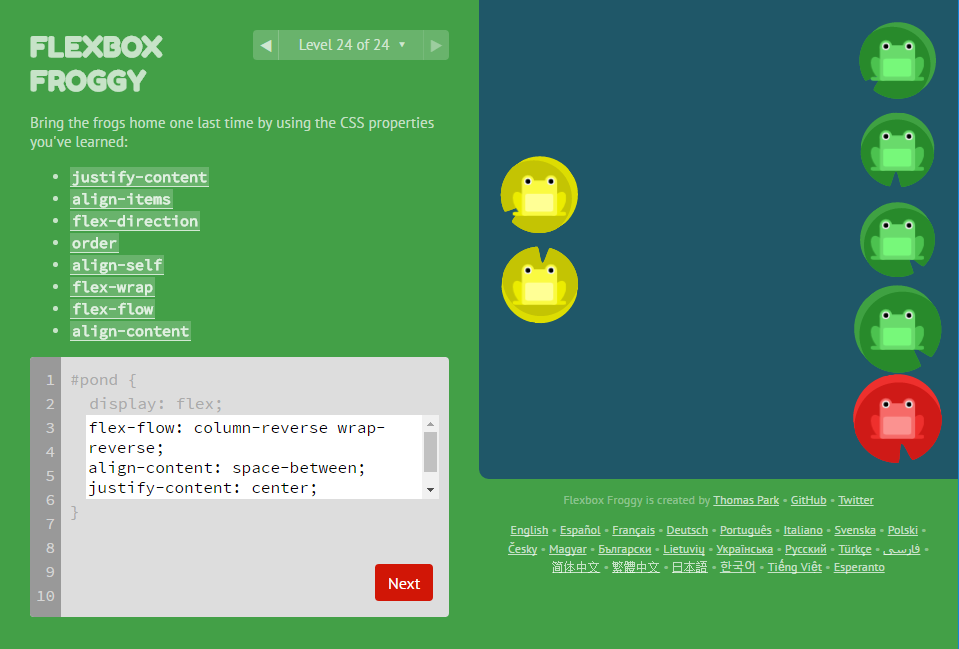 FLEXBOX
FROGGY
◀ Level 24 of 24 ▼ ▶
Bring the frogs home one last time by using the CSS properties
you've learned:
• justify-content
• align-items
• flex-direction
• order
• align-self
• flex-wrap
• flex-flow
• align-content
1 #pond {
2 display: flex;
3 flex-flow: column-reverse wrap-
4 reverse;
5 align-content: space-between;
6 justify-content: center;
7 }
8
9
10
Next
Flexbox Froggy is created by Thomas Park • GitHub • Twitter
English • Español • Français • Deutsch • Português • Italiano • Svenska • Polski •
Česky • Magyar • Български • Lietuvių • Українська • Русский • Türkçe • فارسی •
简体中文 • 繁體中文 • 日本語 • 한국어 • Tiếng Việt • Esperanto